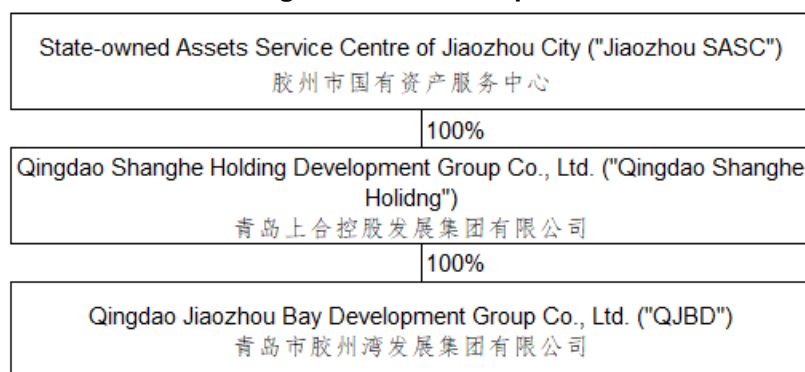 State-owned Assets Service Centre of Jiaozhou City ("Jiaozhou SASC")
胶州市国有资产服务中心
100%
Qingdao Shanghe Holding Development Group Co., Ltd. ("Qingdao Shanghe
Holidng")
青岛上合控股发展集团有限公司
100%
Qingdao Jiaozhou Bay Development Group Co., Ltd. ("QJBD")
青岛市胶州湾发展集团有限公司